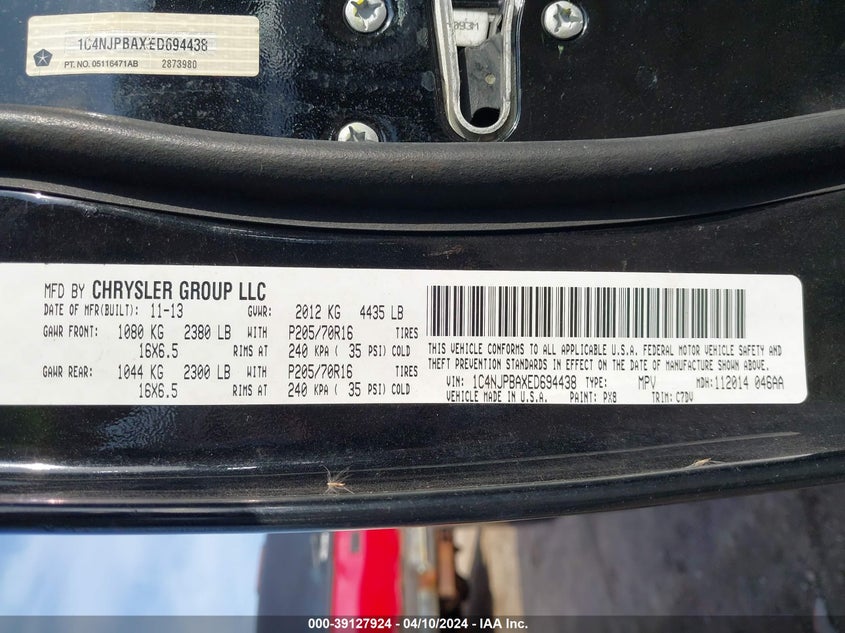 093M
1C4NJPBAXED694438
PT. NO. 05116471AB 2873980
MFD BY CHRYSLER GROUP LLC
DATE OF MFR(BUILT): 11-13 GVWR: 2012 KG 4435 LB
GAWR FRONT: 1080 KG 2380 LB WITH P205/70R16 TIRES
16X6.5 RIMS AT 240 KPA ( 35 PSI) COLD
GAWR REAR: 1044 KG 2300 LB WITH P205/70R16 TIRES
16X6.5 RIMS AT 240 KPA ( 35 PSI) COLD
THIS VEHICLE CONFORMS TO ALL APPLICABLE U.S.A. FEDERAL MOTOR VEHICLE SAFETY AND
THEFT PREVENTION STANDARDS IN EFFECT ON THE DATE OF MANUFACTURE SHOWN ABOVE.
VIN: 1C4NJPBAXED694438 TYPE: MPV MDH: 112014 046AA
VEHICLE MADE IN U.S.A. PAINT: PX8 TRIM: C7DV
000-39127924 - 04/10/2024 - IAA Inc.